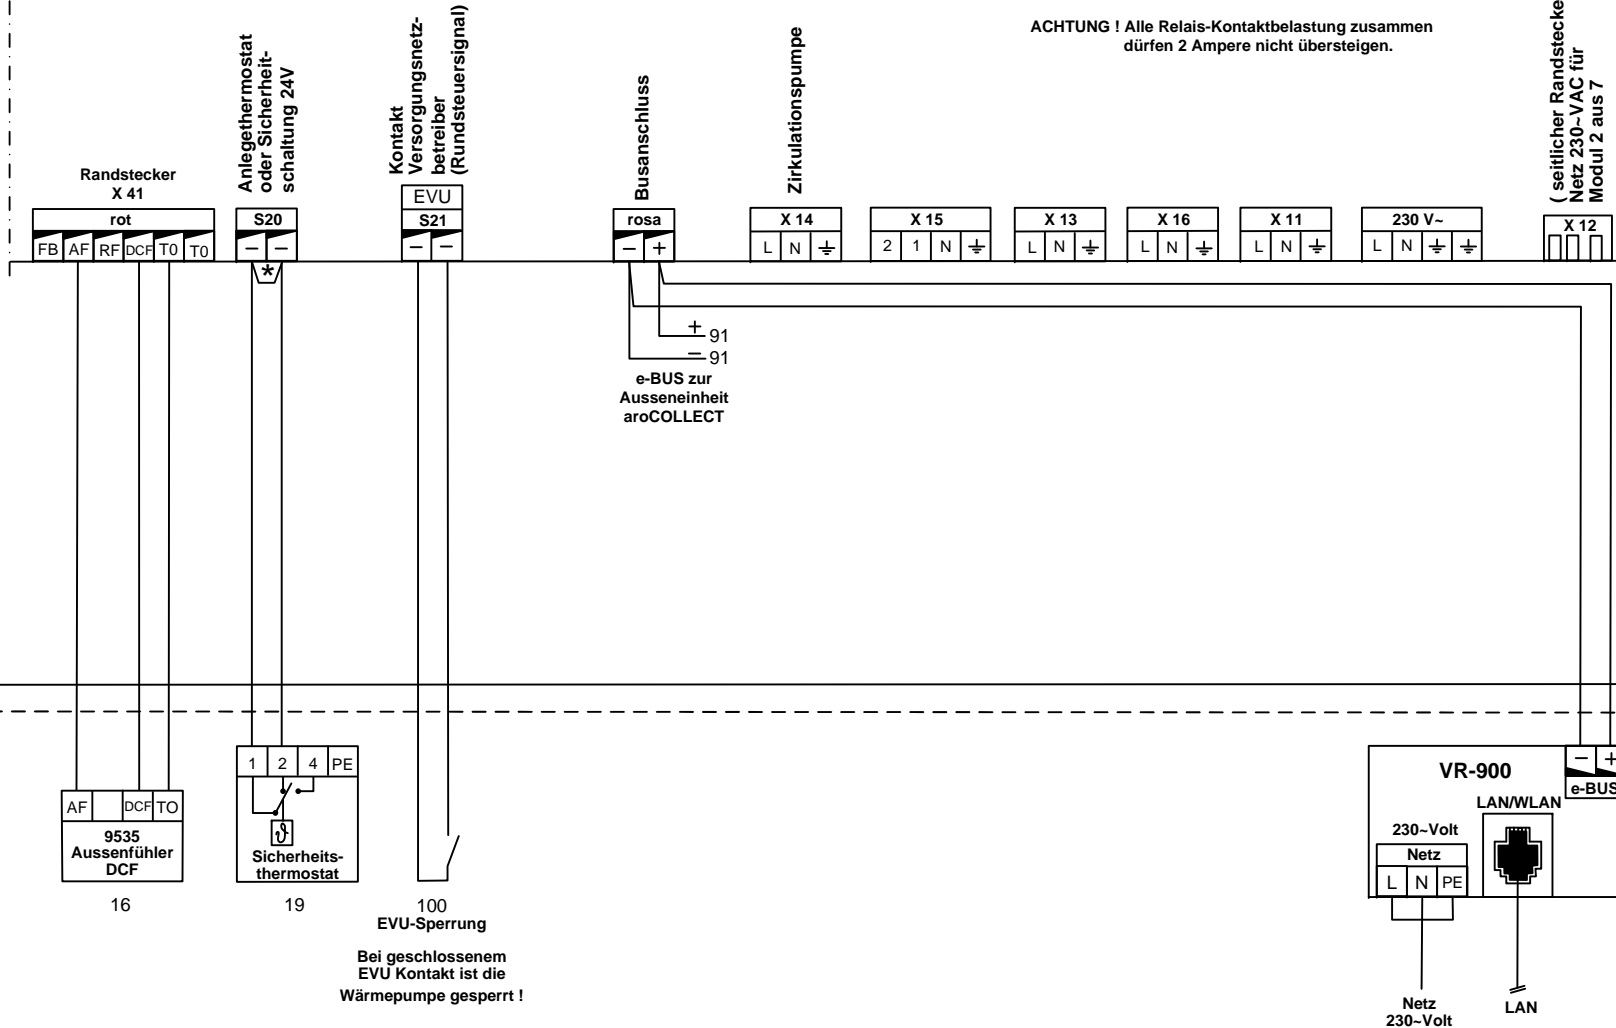 ACHTUNG ! Alle Relais-Kontaktbelastung zusammen
dürfen 2 Ampere nicht übersteigen.
Anlegethermostat
oder Sicherheit-
schaltung 24V
Kontakt
Versorgungsnetz-
betreiber
(Rundsteuersignal)
Busanschluss
Zirkulationspumpe
( seitlicher Randstecke
Netz 230~VAC für
Modul 2 aus 7
Randstecker
X 41
rot
FB AF RF DCF T0 T0
S20
– –
*
EVU
S21
– –
rosa
– +
X 14
L N
X 15
2 1 N
X 13
L N
X 16
L N
X 11
L N
230 V~
L N
X 12
+ 91
– 91
e-BUS zur
Ausseneinheit
aroCOLLECT
AF DCF TO
9535
Aussenfühler
DCF
16
1 2 4 PE
ϑ
Sicherheits-
thermostat
19
100
EVU-Sperrung
Bei geschlossenem
EVU Kontakt ist die
Wärmepumpe gesperrt !
VR-900
– +
e-BUS
LAN/WLAN
230~Volt
Netz
L N PE
Netz
230~Volt
LAN